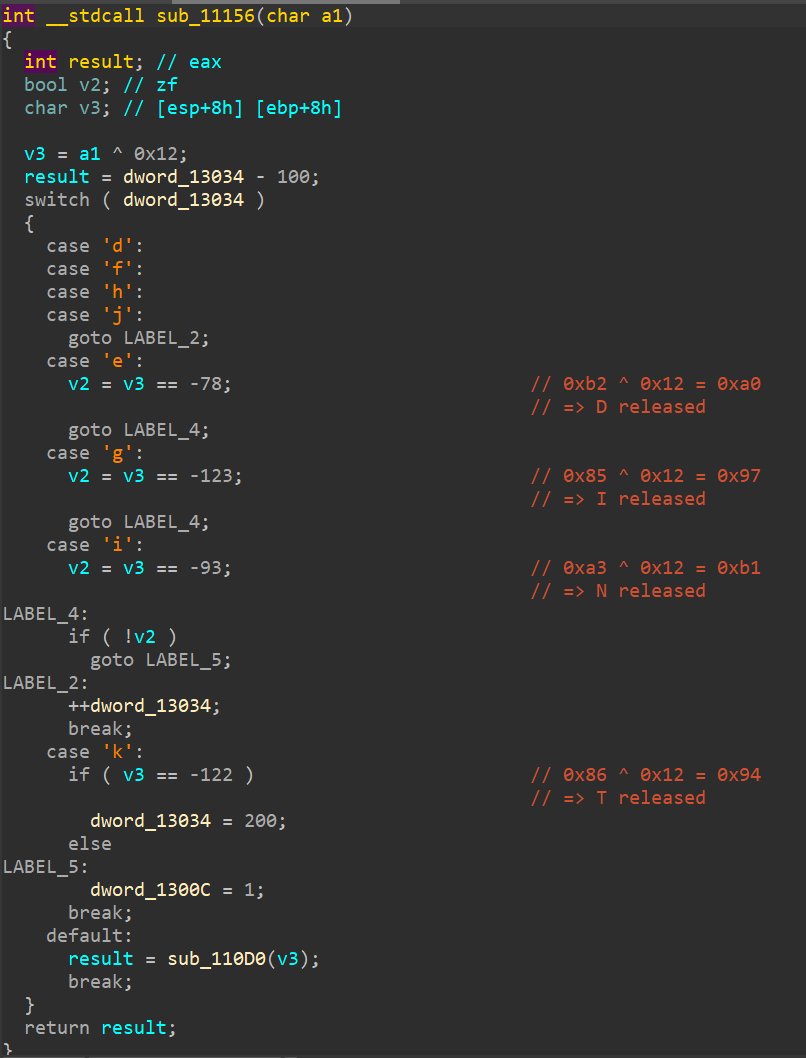 int __stdcall sub_11156(char a1)
{
  int result; // eax
  bool v2; // zf
  char v3; // [esp+8h] [ebp+8h]

  v3 = a1 ^ 0x12;
  result = dword_13034 - 100;
  switch ( dword_13034 )
  {
    case 'd':
    case 'f':
    case 'h':
    case 'j':
      goto LABEL_2;
    case 'e':
      v2 = v3 == -78; // 0xb2 ^ 0x12 = 0xa0
// => D released
      goto LABEL_4;
    case 'g':
      v2 = v3 == -123; // 0x85 ^ 0x12 = 0x97
// => I released
      goto LABEL_4;
    case 'i':
      v2 = v3 == -93; // 0xa3 ^ 0x12 = 0xb1
// => N released
LABEL_4:
      if ( !v2 )
        goto LABEL_5;
LABEL_2:
      ++dword_13034;
      break;
    case 'k':
      if ( v3 == -122 ) // 0x86 ^ 0x12 = 0x94
// => T released
        dword_13034 = 200;
      else
LABEL_5:
        dword_1300C = 1;
      break;
    default:
      result = sub_110D0(v3);
      break;
  }
  return result;
}